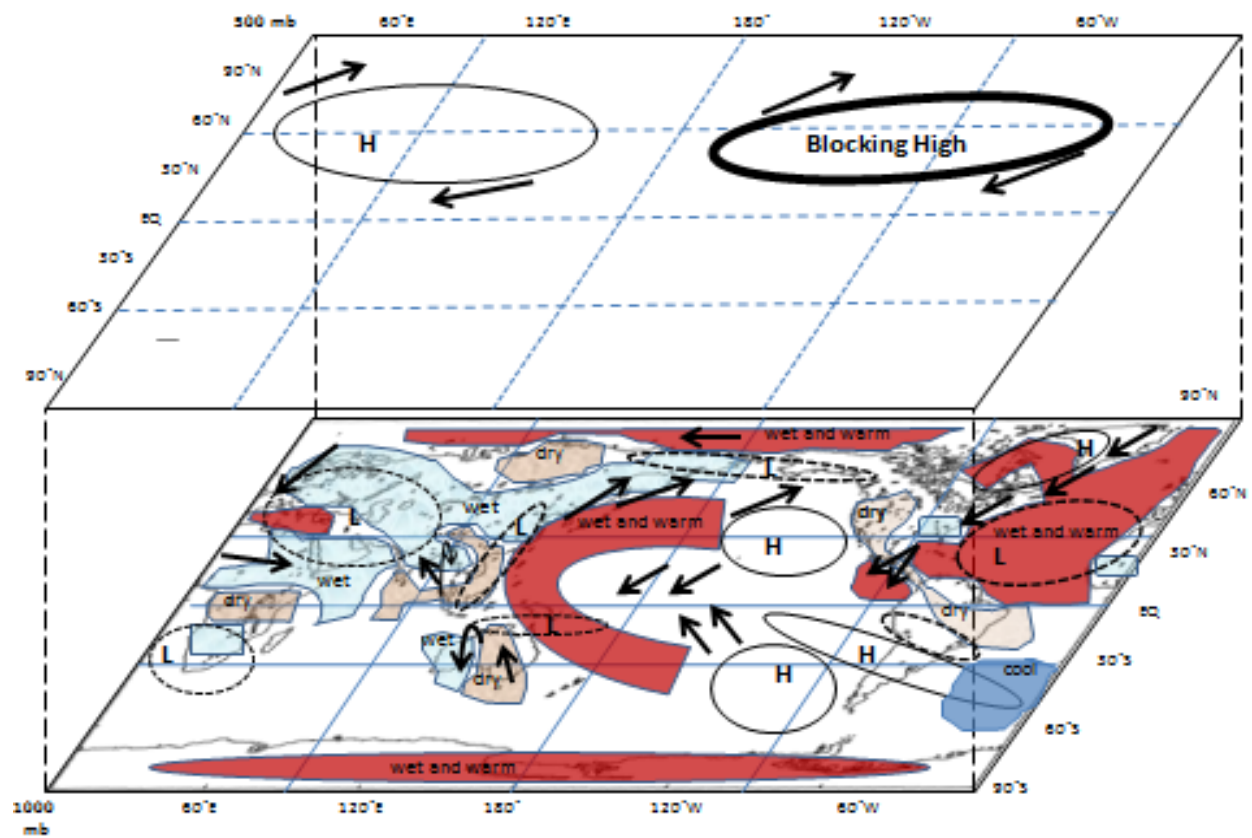 500 mb 60˚E 120˚E 180˚ 120˚W 60˚W
90˚N
60˚N
30˚N
EQ
30˚S
60˚S
90˚N
H
Blocking High
90˚N
wet and warm
dry
L
H
60˚N
wet
L
L
wet and warm
H
dry
wet and warm
L
30˚N
wet
dry
L
dry
EQ
L
wet
dry
H
H
cool
30˚S
60˚S
wet and warm
90˚S
1000
mb
60˚E 120˚E 180˚ 120˚W 60˚W